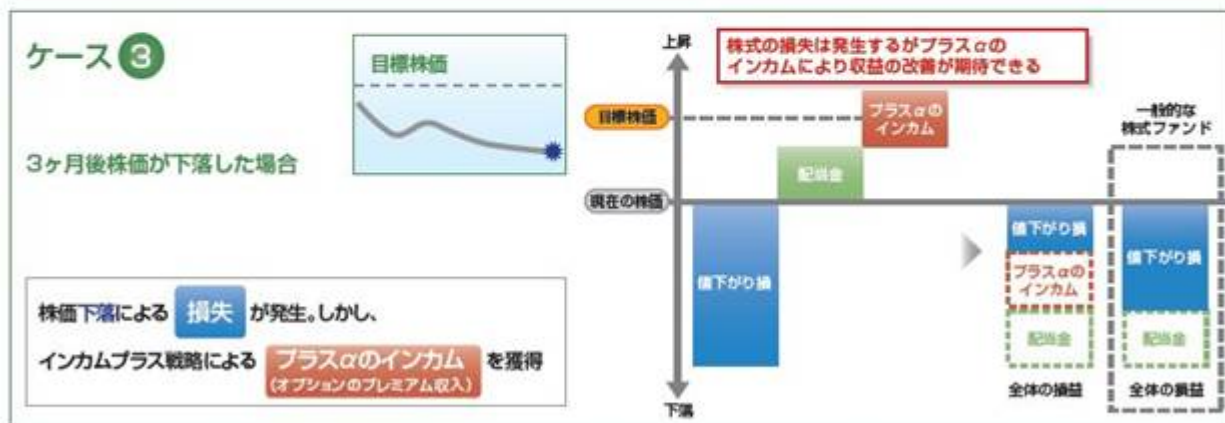 ケース 3
3ヶ月後株価が下落した場合
目標株価
株価下落による 損失 が発生。しかし、
インカムプラス戦略による プラスαのインカム を獲得
(オプションのプレミアム収入)
上昇
株式の損失は発生するがプラスαの
インカムにより収益の改善が期待できる
目標株価
プラスαの
インカム
配当金
現在の株価
値下がり損
下落
値下がり損
プラスαの
インカム
配当金
全体の損益
一般的な
株式ファンド
値下がり損
配当金
全体の損益